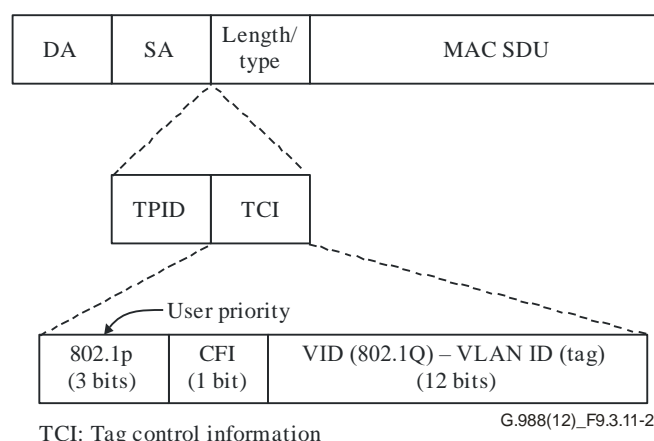 DA
SA
Length/
type
MAC SDU
TPID
TCI
User priority
802.1p
(3 bits)
CFI
(1 bit)
VID (802.1Q) – VLAN ID (tag)
(12 bits)
G.988(12)_F9.3.11-2
TCI: Tag control information